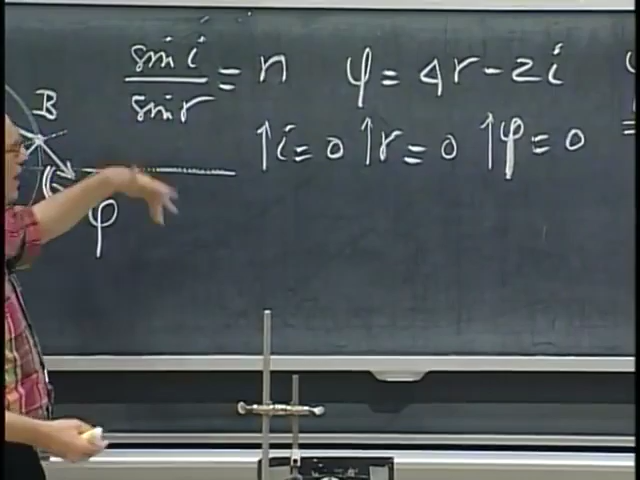 sin i / sin r = n φ = 4r - 2i
B
↑i = 0 ↑r = 0 ↑φ = 0
φ